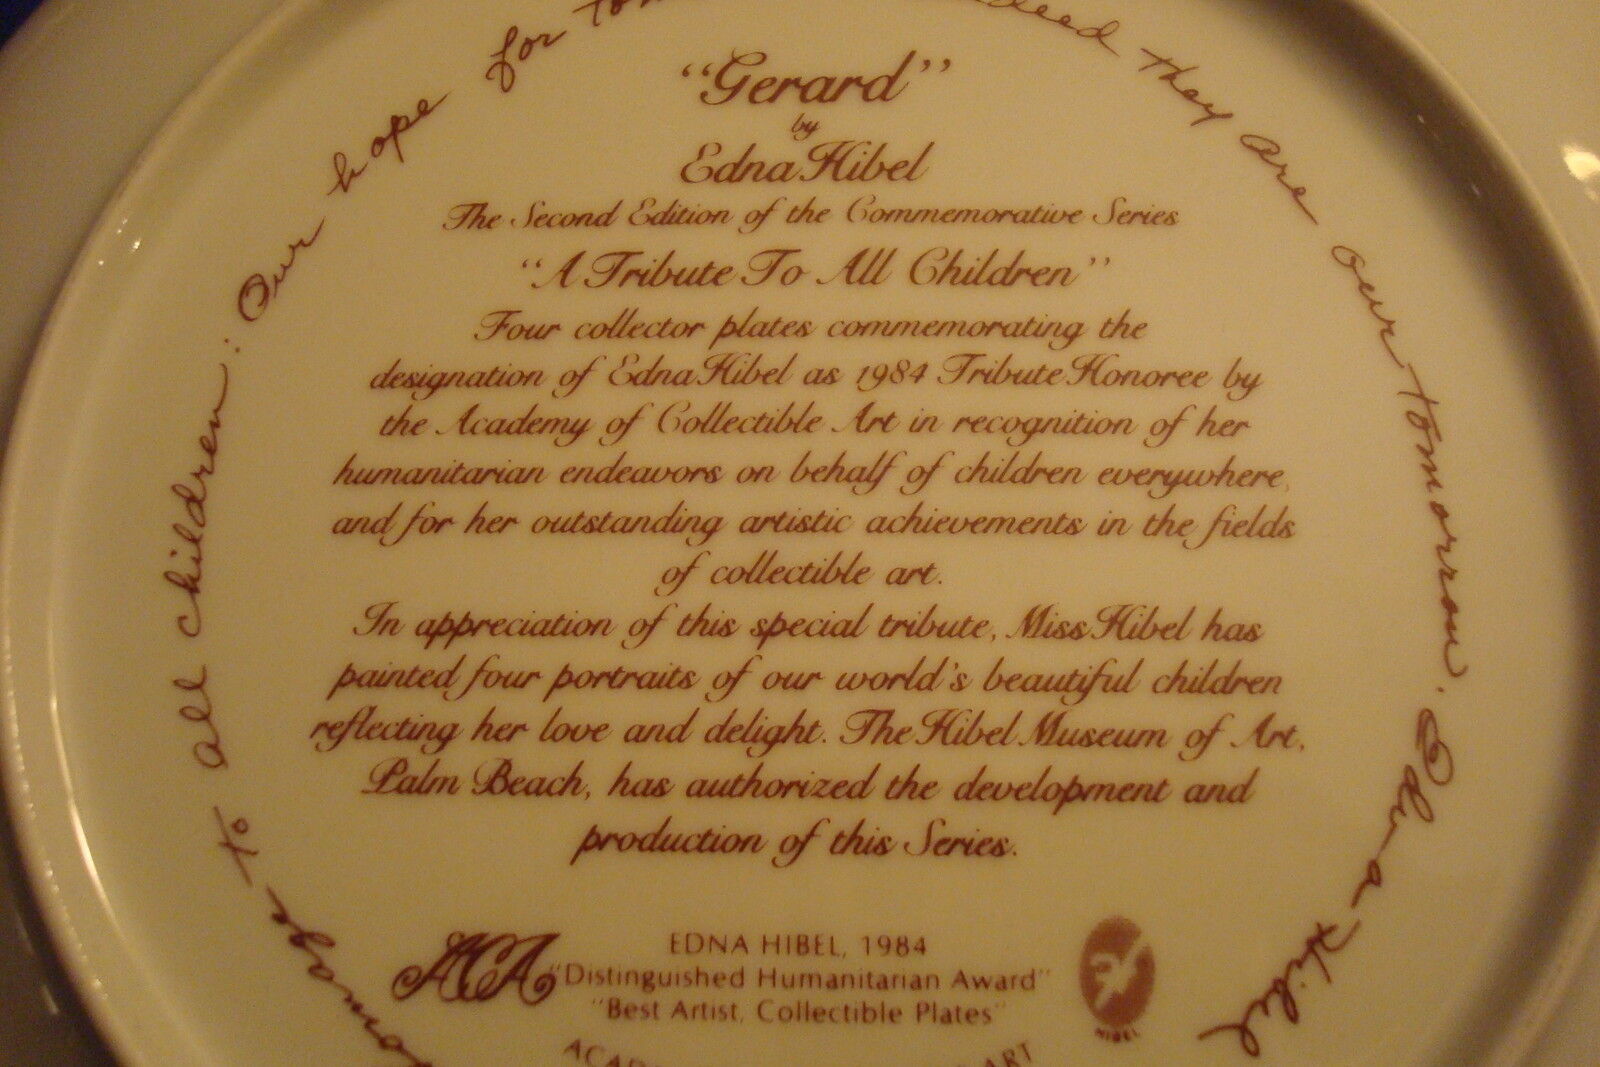 "Gerard"
by
Edna Hibel
The Second Edition of the Commemorative Series
"A Tribute To All Children"
Four collector plates commemorating the
designation of Edna Hibel as 1984 Tribute Honoree by
the Academy of Collectible Art in recognition of her
humanitarian endeavors on behalf of children everywhere,
and for her outstanding artistic achievements in the fields
of collectible art.
In appreciation of this special tribute, Miss Hibel has
painted four portraits of our world's beautiful children
reflecting her love and delight. The Hibel Museum of Art,
Palm Beach, has authorized the development and
production of this Series.
ACA
EDNA HIBEL, 1984
"Distinguished Humanitarian Award"
"Best Artist, Collectible Plates"
ART
HIBEL
to all children: Our hope for
they are our tomorrow. Edna Hibel